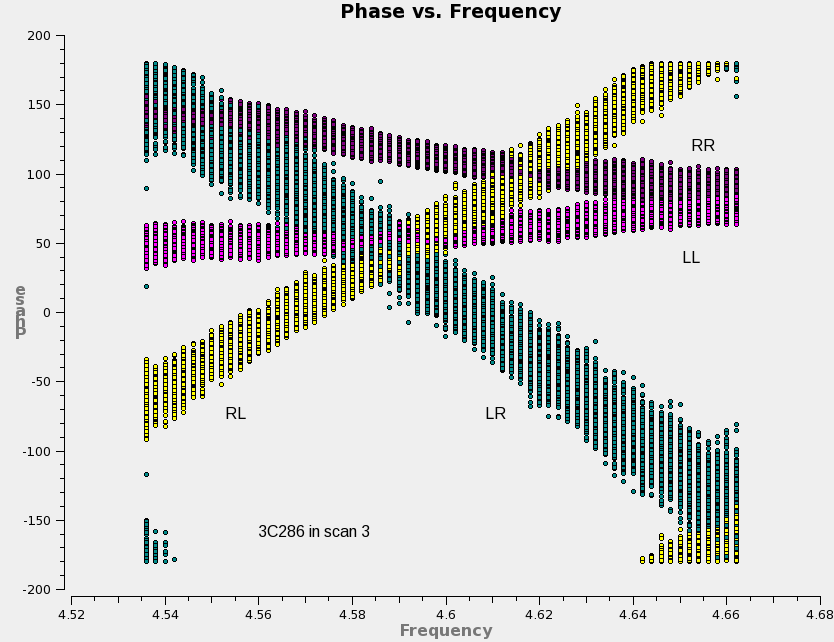 Phase vs. Frequency
200
150
RR
100
50
LL
0
Phase
-50
RL
LR
-100
-150
3C286 in scan 3
-200
4.52
4.54
4.56
4.58
4.6
4.62
4.64
4.66
4.68
Frequency